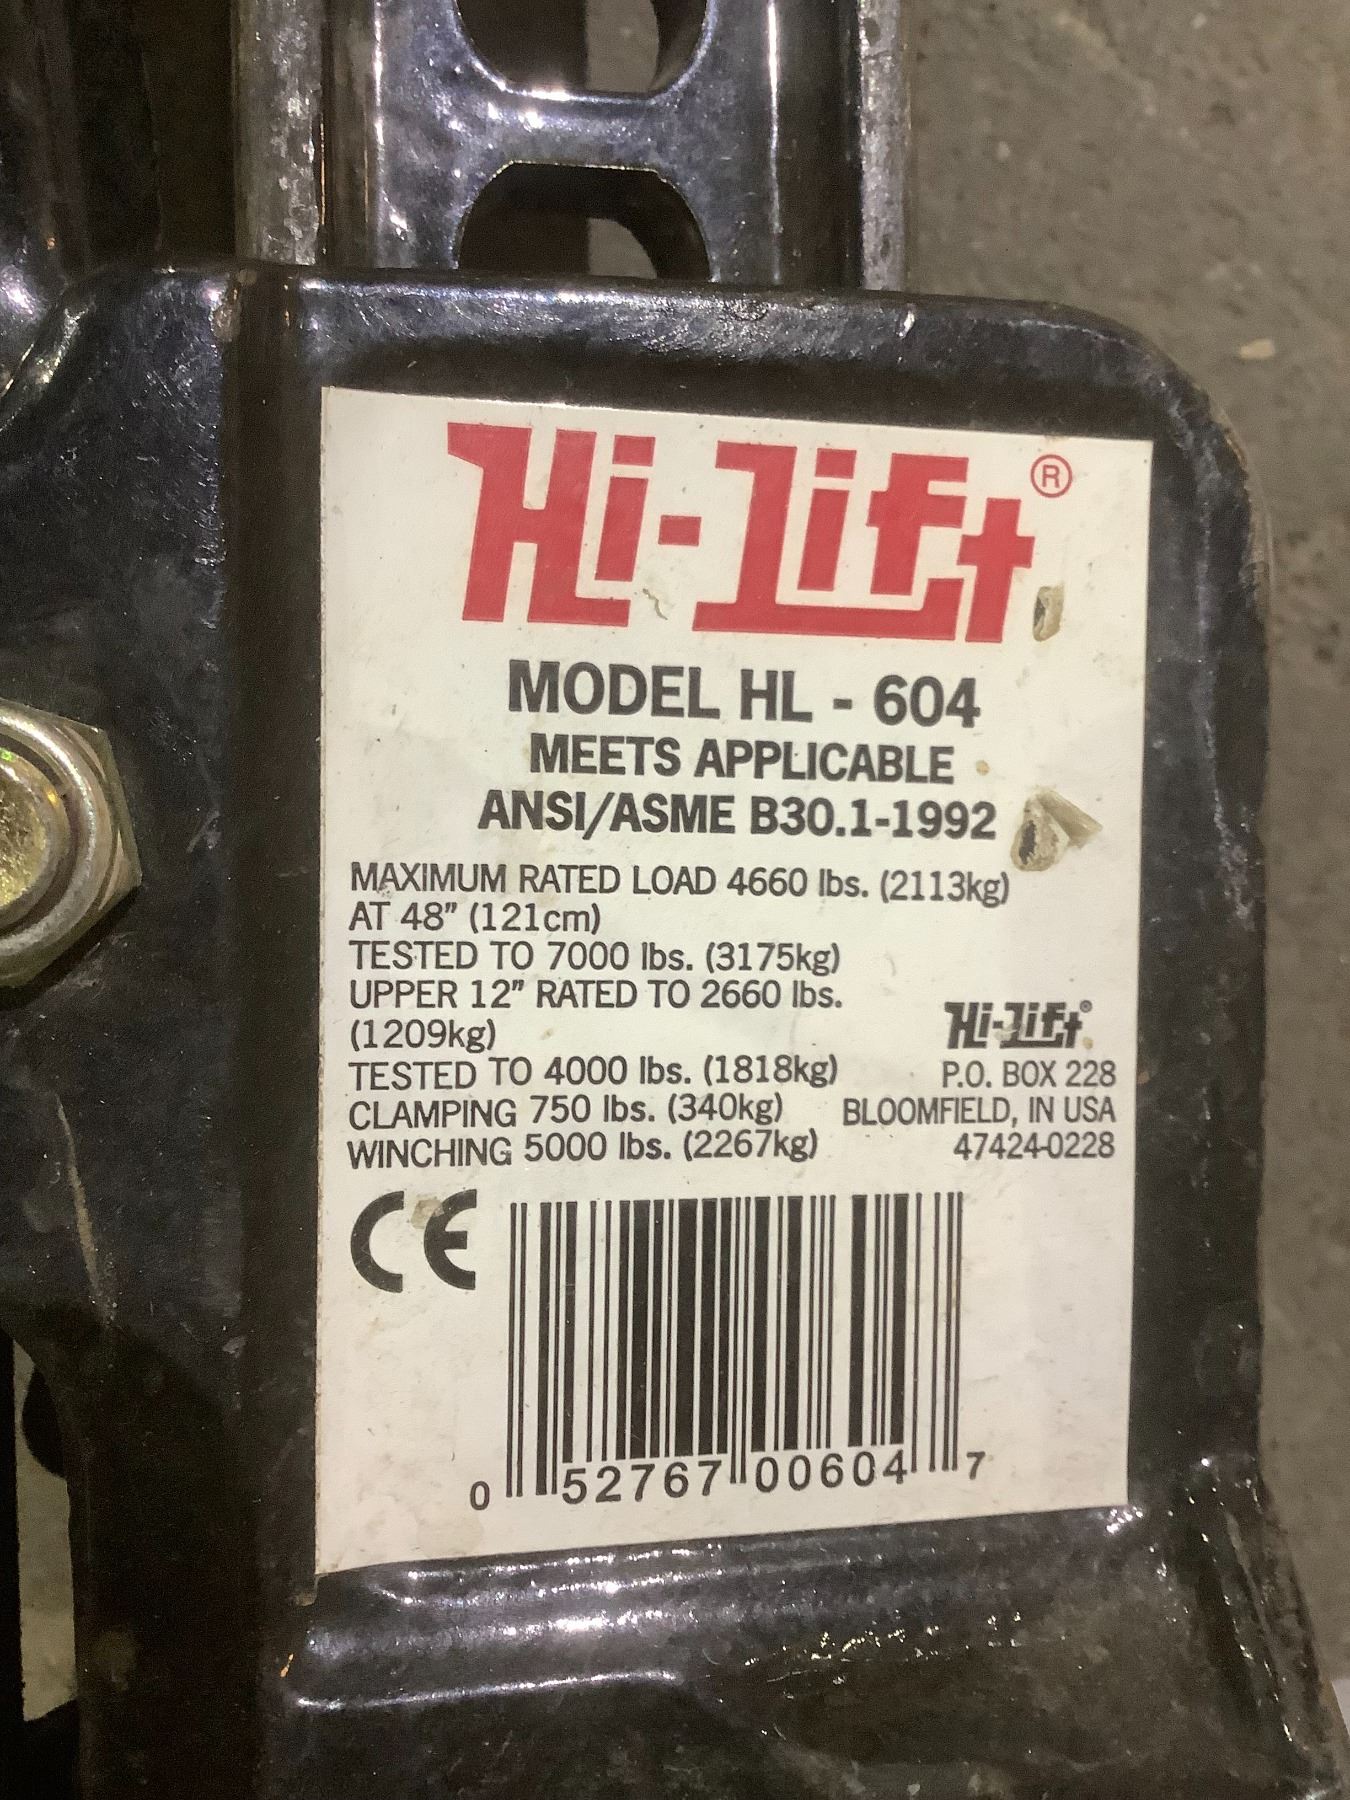 Hi-Lift®
MODEL HL - 604
MEETS APPLICABLE
ANSI/ASME B30.1-1992
MAXIMUM RATED LOAD 4660 lbs. (2113kg)
AT 48" (121cm)
TESTED TO 7000 lbs. (3175kg)
UPPER 12" RATED TO 2660 lbs.
(1209kg)
TESTED TO 4000 lbs. (1818kg)
CLAMPING 750 lbs. (340kg)
WINCHING 5000 lbs. (2267kg)
Hi-Lift®
P.O. BOX 228
BLOOMFIELD, IN USA
47424-0228
CE
0 52767 00604 7